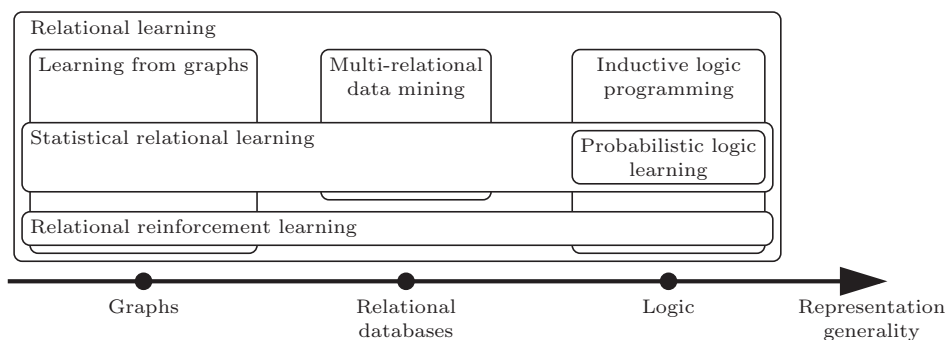 Relational learning
Learning from graphs
Multi-relational
data mining
Inductive logic
programming
Statistical relational learning
Probabilistic logic
learning
Relational reinforcement learning
Graphs
Relational
databases
Logic
Representation
generality